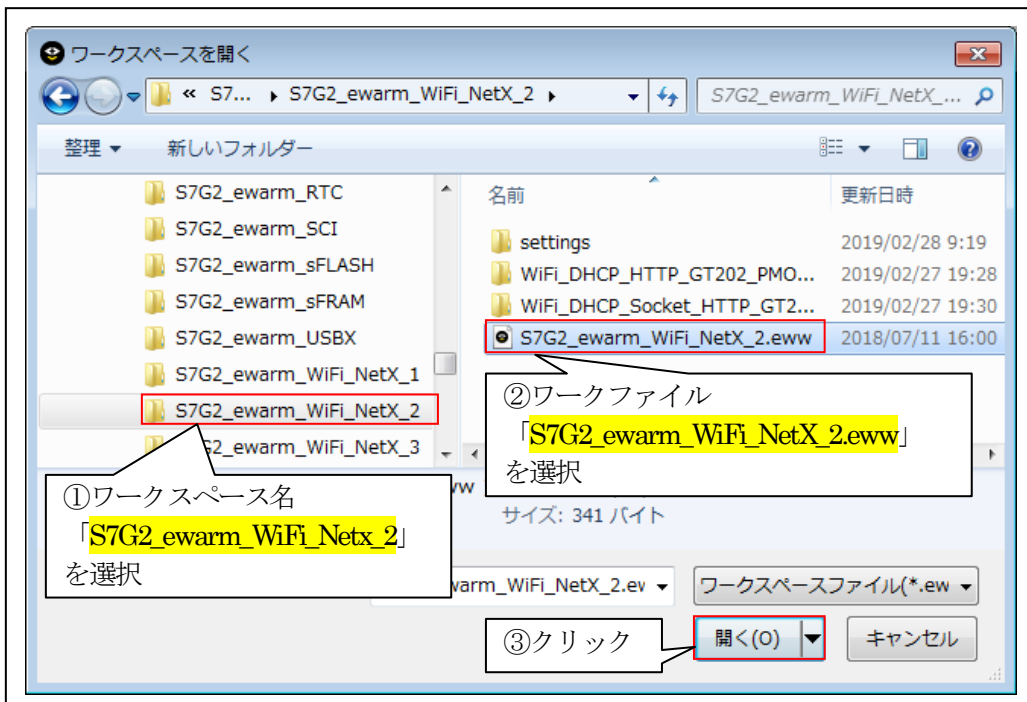 ワークスペースを開く
« S7... ▸ S7G2_ewarm_WiFi_NetX_2 ▸
S7G2_ewarm_WiFi_NetX_...
整理 ▼ 新しいフォルダー
S7G2_ewarm_RTC
S7G2_ewarm_SCI
S7G2_ewarm_sFLASH
S7G2_ewarm_sFRAM
S7G2_ewarm_USBX
S7G2_ewarm_WiFi_NetX_1
S7G2_ewarm_WiFi_NetX_2
S7G2_ewarm_WiFi_NetX_3
名前 更新日時
settings 2019/02/28 9:19
WiFi_DHCP_HTTP_GT202_PMO... 2019/02/27 19:28
WiFi_DHCP_Socket_HTTP_GT2... 2019/02/27 19:30
S7G2_ewarm_WiFi_NetX_2.eww 2018/07/11 16:00
②ワークファイル
「S7G2_ewarm_WiFi_NetX_2.eww」
を選択
①ワークスペース名
「S7G2_ewarm_WiFi_Netx_2」
を選択
サイズ: 341 バイト
ワークスペースファイル(*.ew
③クリック
開く(O)
キャンセル